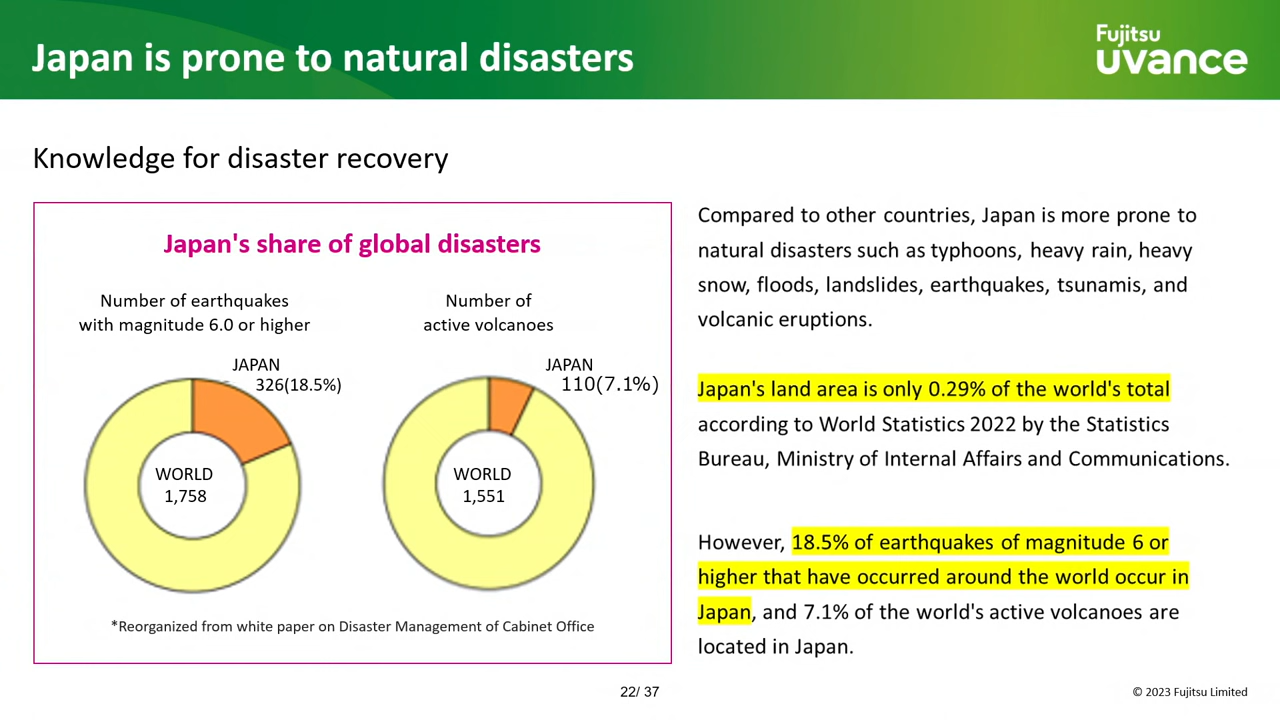 Japan is prone to natural disasters
Fujitsu
uvance
Knowledge for disaster recovery
Japan's share of global disasters
Number of earthquakes
with magnitude 6.0 or higher
JAPAN
326(18.5%)
WORLD
1,758
Number of
active volcanoes
JAPAN
110(7.1%)
WORLD
1,551
*Reorganized from white paper on Disaster Management of Cabinet Office
Compared to other countries, Japan is more prone to
natural disasters such as typhoons, heavy rain, heavy
snow, floods, landslides, earthquakes, tsunamis, and
volcanic eruptions.
Japan's land area is only 0.29% of the world's total
according to World Statistics 2022 by the Statistics
Bureau, Ministry of Internal Affairs and Communications.
However, 18.5% of earthquakes of magnitude 6 or
higher that have occurred around the world occur in
Japan, and 7.1% of the world's active volcanoes are
located in Japan.
22/ 37
© 2023 Fujitsu Limited